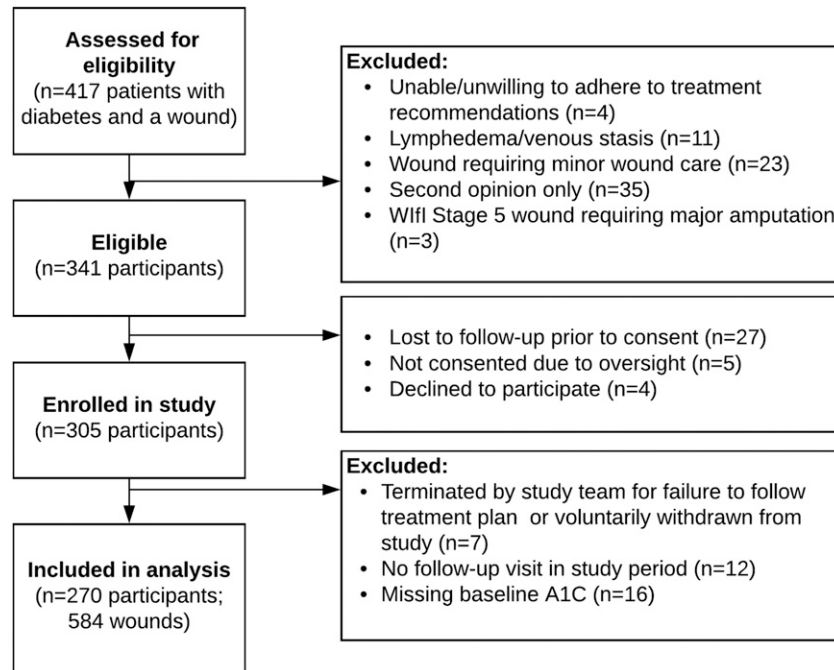 Assessed for
eligibility
(n=417 patients with
diabetes and a wound)
Excluded:
• Unable/unwilling to adhere to treatment
recommendations (n=4)
• Lymphedema/venous stasis (n=11)
• Wound requiring minor wound care (n=23)
• Second opinion only (n=35)
• WIfI Stage 5 wound requiring major amputation
(n=3)
Eligible
(n=341 participants)
• Lost to follow-up prior to consent (n=27)
• Not consented due to oversight (n=5)
• Declined to participate (n=4)
Enrolled in study
(n=305 participants)
Excluded:
• Terminated by study team for failure to follow
treatment plan or voluntarily withdrawn from
study (n=7)
• No follow-up visit in study period (n=12)
• Missing baseline A1C (n=16)
Included in analysis
(n=270 participants;
584 wounds)